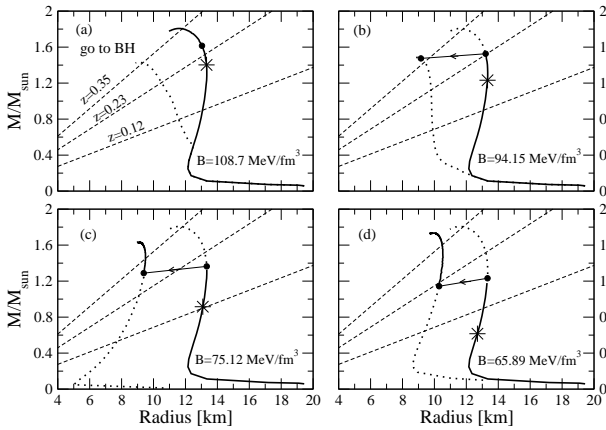 M/M_sun
2
1.6
1.2
0.8
0.4
0
(a)
go to BH
z=0.35
z=0.23
z=0.12
B=108.7 MeV/fm³
(b)
B=94.15 MeV/fm³
M/M_sun
1.6
1.2
0.8
0.4
0
(c)
B=75.12 MeV/fm³
(d)
B=65.89 MeV/fm³
4 6 8 10 12 14 16 18 20
Radius [km]
4 6 8 10 12 14 16 18 20
Radius [km]